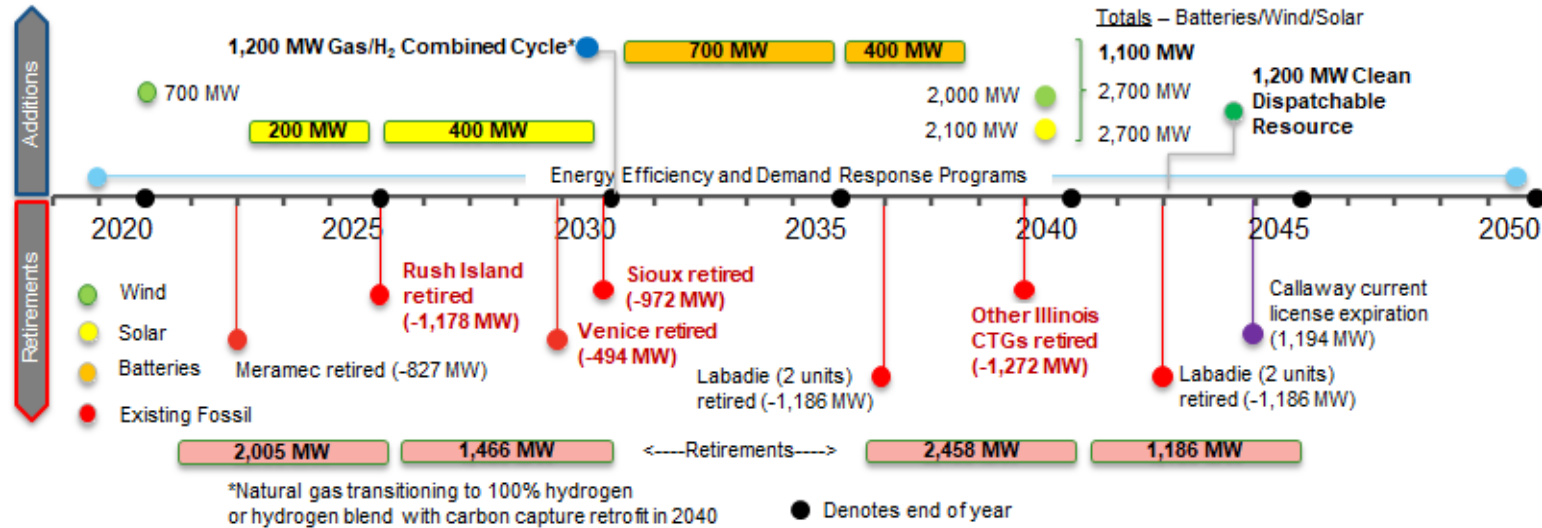 Additions
Retirements
Totals – Batteries/Wind/Solar
1,200 MW Gas/H₂ Combined Cycle*
700 MW
400 MW
1,100 MW
700 MW
2,000 MW
2,700 MW
1,200 MW Clean
Dispatchable
Resource
200 MW
400 MW
2,100 MW
2,700 MW
Energy Efficiency and Demand Response Programs
2020
2025
2030
2035
2040
2045
2050
Wind
Solar
Batteries
Existing Fossil
Meramec retired (-827 MW)
Rush Island
retired
(-1,178 MW)
Venice retired
(-494 MW)
Sioux retired
(-972 MW)
Labadie (2 units)
retired (-1,186 MW)
Other Illinois
CTGs retired
(-1,272 MW)
Labadie (2 units)
retired (-1,186 MW)
Callaway current
license expiration
(1,194 MW)
2,005 MW
1,466 MW
<----Retirements---->
2,458 MW
1,186 MW
*Natural gas transitioning to 100% hydrogen
or hydrogen blend with carbon capture retrofit in 2040
Denotes end of year